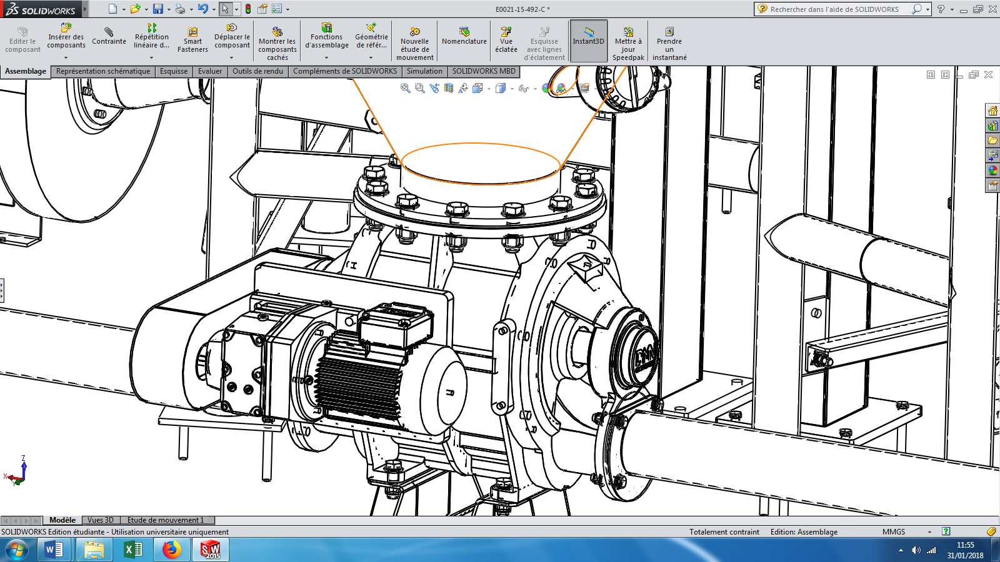 SOLIDWORKS
E0021-15-492-C *
Rechercher dans l'aide de SOLIDWORKS
Editer le composant
Insérer des composants
Contrainte
Répétition linéaire d...
Smart Fasteners
Déplacer le composant
Montrer les composants cachés
Fonctions d'assemblage
Géométrie de référ...
Nouvelle étude de mouvement
Nomenclature
Vue éclatée
Esquisse avec lignes d'éclatement
Instant3D
Mettre à jour Speedpak
Prendre un instantané
Assemblage
Représentation schématique
Esquisse
Evaluer
Outils de rendu
Compléments de SOLIDWORKS
Simulation
SOLIDWORKS MBD
Z
X
Y
Modèle
Vues 3D
Etude de mouvement 1
SOLIDWORKS Edition étudiante - Utilisation universitaire uniquement
Totalement contraint
Edition: Assemblage
MMGS
SW
2015
11:55
31/01/2018